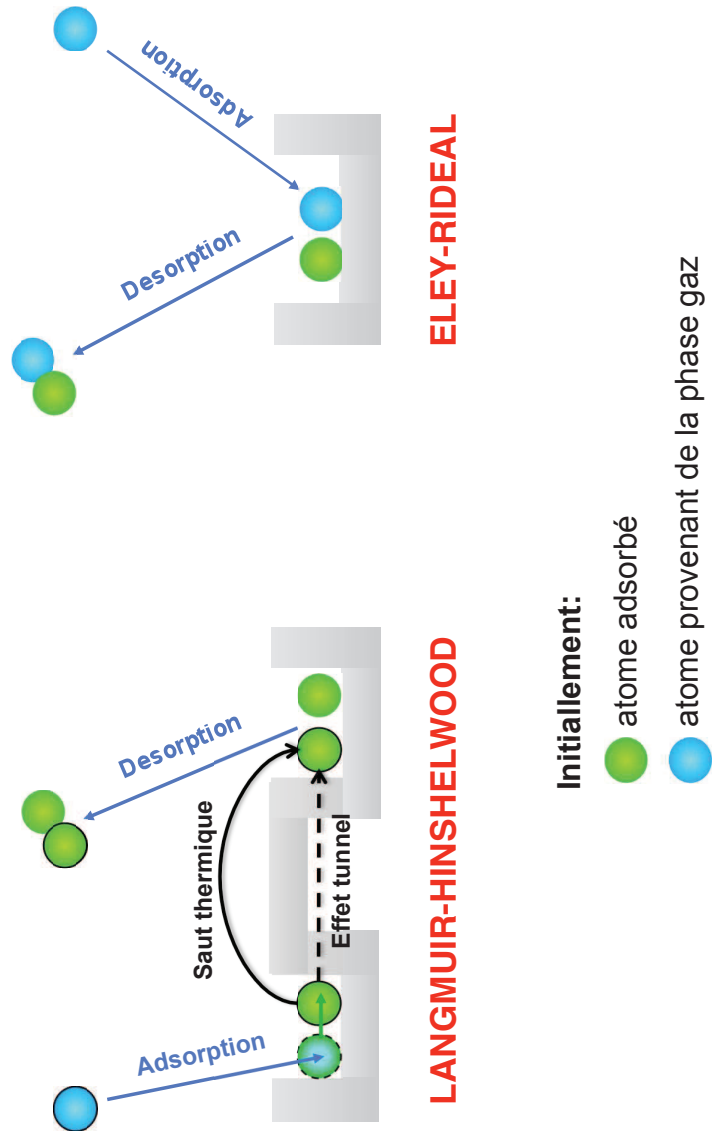 Adsorption
Saut thermique
Effet tunnel
Desorption
LANGMUIR-HINSHELWOOD
Desorption
Adsorption
ELEY-RIDEAL
Initiallement:
atome adsorbé
atome provenant de la phase gaz